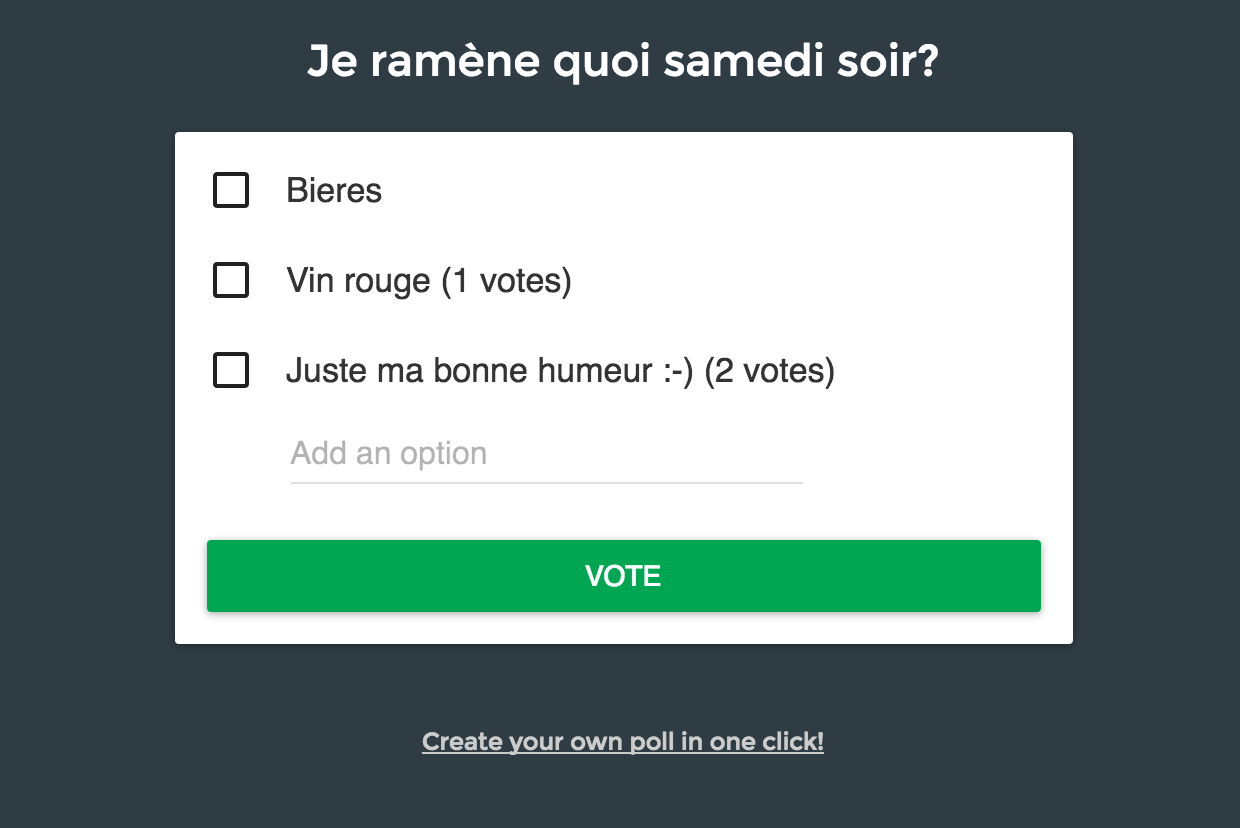 Je ramène quoi samedi soir?
Bieres
Vin rouge (1 votes)
Juste ma bonne humeur :-) (2 votes)
Add an option
VOTE
Create your own poll in one click!